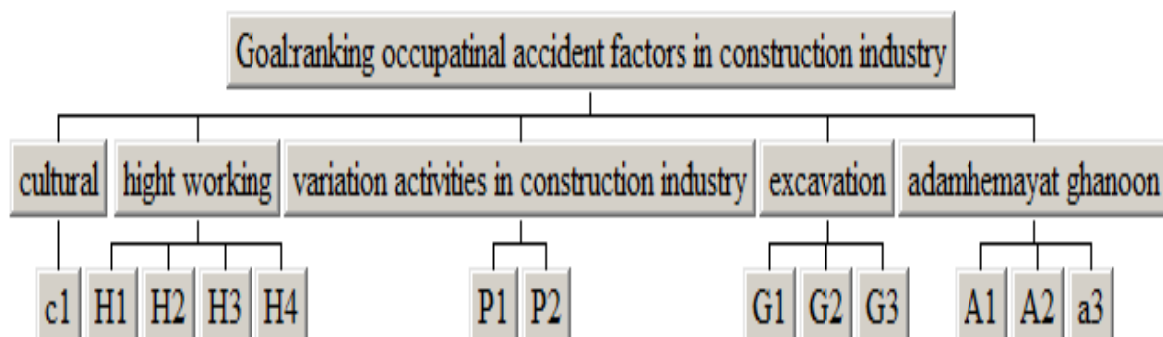 Goal:ranking occupatinal accident factors in construction industry
cultural hight working variation activities in construction industry excavation adamhemayat ghanoon
c1 H1 H2 H3 H4 P1 P2 G1 G2 G3 A1 A2 a3